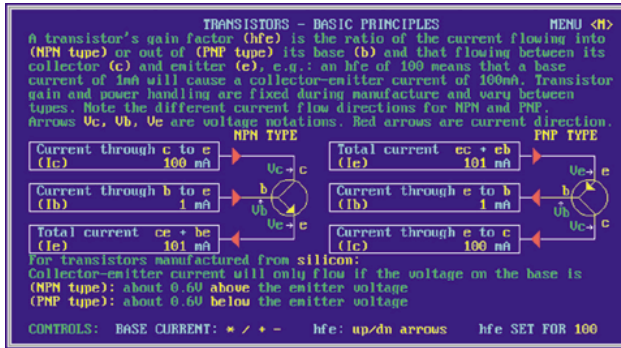 TRANSISTORS - BASIC PRINCIPLES MENU <M>
A transistor's gain factor (hfe) is the ratio of the current flowing into
(NPN type) or out of (PNP type) its base (b) and that flowing between its
collector (c) and emitter (e), e.g.: an hfe of 100 means that a base
current of 1mA will cause a collector-emitter current of 100mA. Transistor
gain and power handling are fixed during manufacture and vary between
types. Note the different current flow directions for NPN and PNP.
Arrows Vc, Vb, Ve are voltage notations. Red arrows are current direction.
NPN TYPE PNP TYPE
Current through c to e
(Ic) 100 mA
Vc→ c
Current through b to e
(Ib) 1 mA
b
Vb
Total current ce + be
(Ie) 101 mA
Ve→ e
Total current ec + eb
(Ie) 101 mA
Ve→ e
Current through e to b
(Ib) 1 mA
b
Vb
Current through e to c
(Ic) 100 mA
Vc→ c
For transistors manufactured from silicon:
Collector-emitter current will only flow if the voltage on the base is
(NPN type): about 0.6V above the emitter voltage
(PNP type): about 0.6V below the emitter voltage
CONTROLS: BASE CURRENT: * / + - hfe: up/dn arrows hfe SET FOR 100